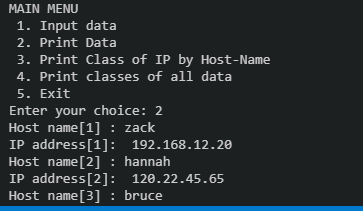 MAIN MENU
1. Input data
2. Print Data
3. Print Class of IP by Host-Name
4. Print classes of all data
5. Exit
Enter your choice: 2
Host name[1] : zack
IP address[1]:  192.168.12.20
Host name[2] : hannah
IP address[2]:  120.22.45.65
Host name[3] : bruce